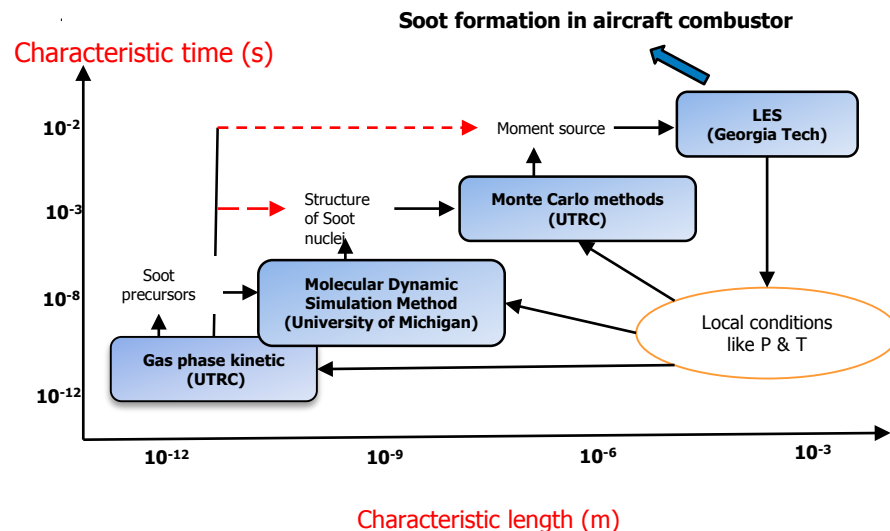 Soot formation in aircraft combustor
Characteristic time (s)
10⁻²
Moment source
LES
(Georgia Tech)
10⁻³
Structure
of Soot
nuclei
Monte Carlo methods
(UTRC)
Soot
precursors
10⁻⁸
Molecular Dynamic
Simulation Method
(University of Michigan)
Local conditions
like P & T
Gas phase kinetic
(UTRC)
10⁻¹²
10⁻¹²
10⁻⁹
10⁻⁶
10⁻³
Characteristic length (m)